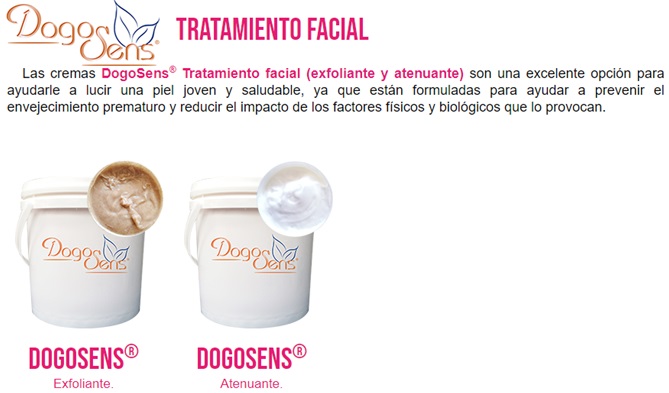 DogoSens TRATAMIENTO FACIAL
Las cremas DogoSens® Tratamiento facial (exfoliante y atenuante) son una excelente opción para
ayudarle a lucir una piel joven y saludable, ya que están formuladas para ayudar a prevenir el
envejecimiento prematuro y reducir el impacto de los factores físicos y biológicos que lo provocan.
DogoSens DogoSens
DOGOSENS® DOGOSENS®
Exfoliante. Atenuante.